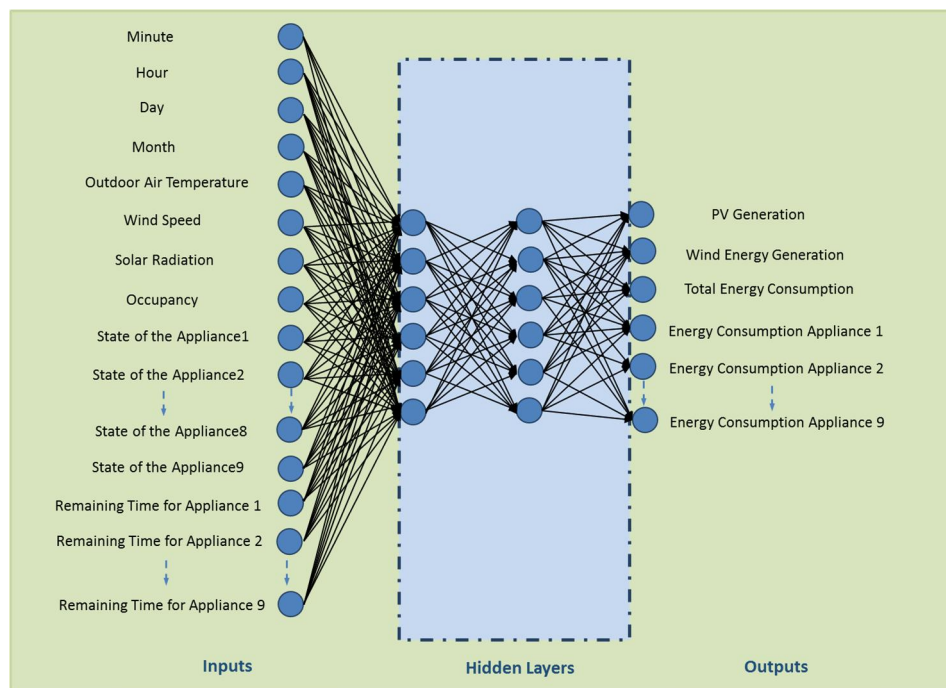 Minute
Hour
Day
Month
Outdoor Air Temperature
Wind Speed
Solar Radiation
Occupancy
State of the Appliance1
State of the Appliance2
State of the Appliance8
State of the Appliance9
Remaining Time for Appliance 1
Remaining Time for Appliance 2
Remaining Time for Appliance 9
Inputs
Hidden Layers
PV Generation
Wind Energy Generation
Total Energy Consumption
Energy Consumption Appliance 1
Energy Consumption Appliance 2
Energy Consumption Appliance 9
Outputs